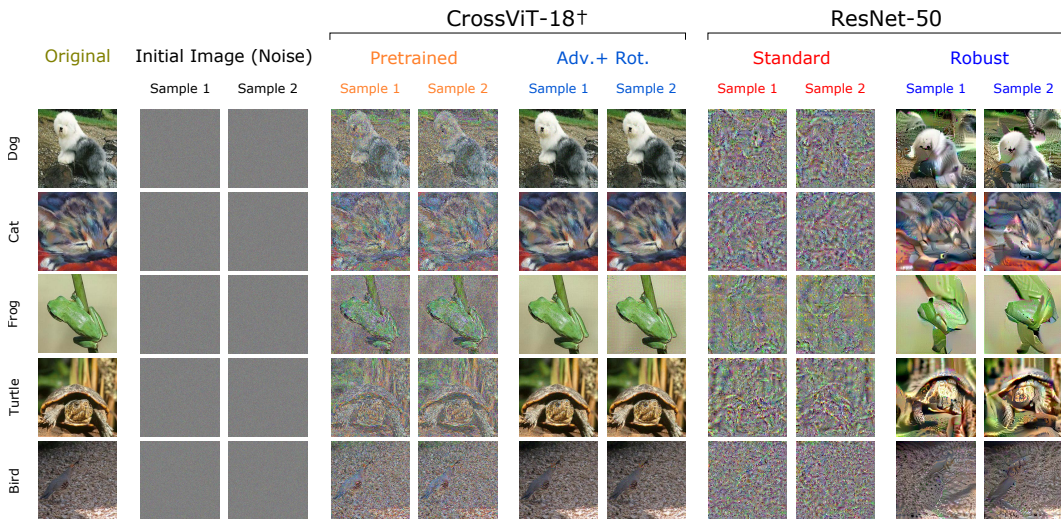 CrossViT-18† ResNet-50
Original Initial Image (Noise) Pretrained Adv.+ Rot. Standard Robust
Sample 1 Sample 2 Sample 1 Sample 2 Sample 1 Sample 2 Sample 1 Sample 2 Sample 1 Sample 2
Dog
Cat
Frog
Turtle
Bird